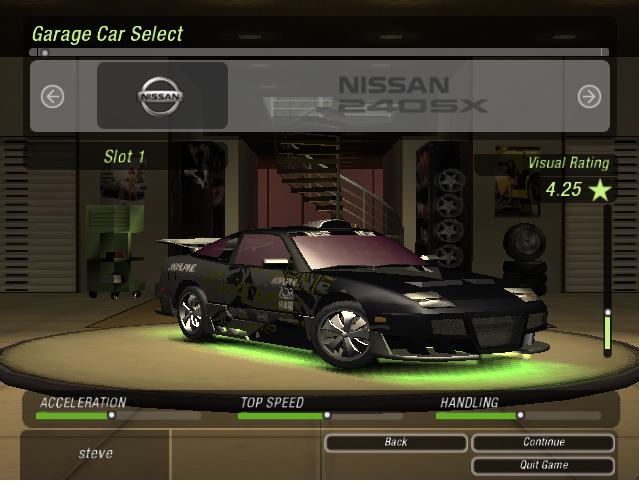 Garage Car Select
NISSAN
NISSAN
240SX
Slot 1
Visual Rating
4.25
ACCELERATION
TOP SPEED
HANDLING
steve
Back
Continue
Quit Game